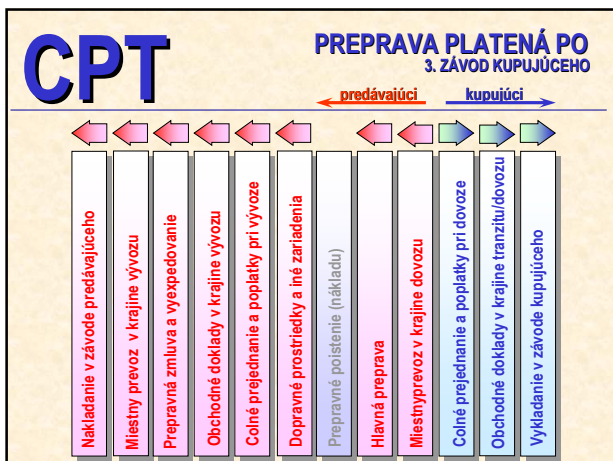 CPT
PREPRAVA PLATENÁ PO
3. ZÁVOD KUPUJÚCEHO
predávajúci
kupujúci
Nakladanie v závode predávajúceho
Miestny prevoz v krajine vývozu
Prepravná zmluva a vyexpedovanie
Obchodné doklady v krajine vývozu
Colné prejednanie a poplatky pri vývoze
Dopravné prostriedky a iné zariadenia
Prepravné poistenie (nákladu)
Hlavná preprava
Miestnyprevoz v krajine dovozu
Colné prejednanie a poplatky pri dovoze
Obchodné doklady v krajine tranzitu/dovozu
Vykladanie v závode kupujúceho